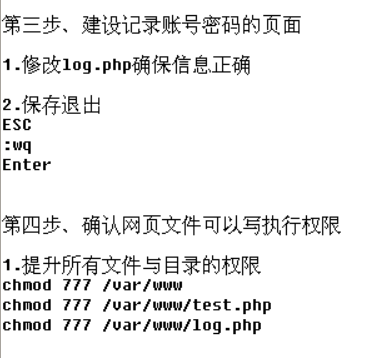 第三步、建设记录账号密码的页面
1.修改log.php确保信息正确
2.保存退出
ESC
:wq
Enter
第四步、确认网页文件可以写执行权限
1.提升所有文件与目录的权限
chmod 777 /var/www
chmod 777 /var/www/test.php
chmod 777 /var/www/log.php